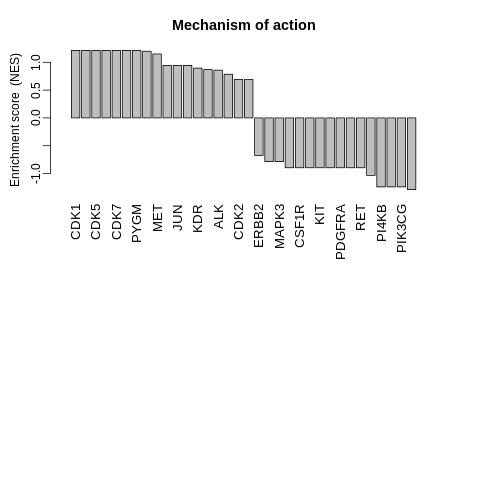 Mechanism of action
Enrichment score (NES)
1.0
0.5
0.0
-1.0
CDK1
CDK5
CDK7
PYGM
MET
JUN
KDR
ALK
CDK2
ERBB2
MAPK3
CSF1R
KIT
PDGFRA
RET
PI4KB
PIK3CG